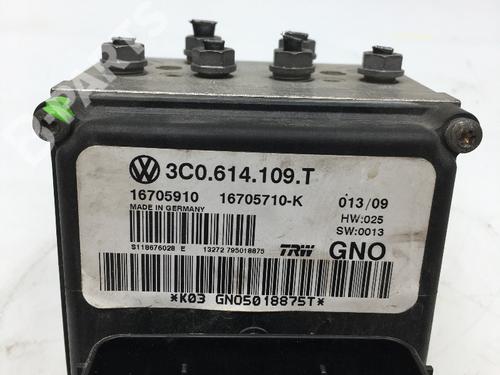 3C0.614.109.T
16705910 16705710-K 013/09
MADE IN GERMANY HW:025
SW:0013
S118676028 E 13272 795018875 TRW GNO
*K03 GNO5018875T*